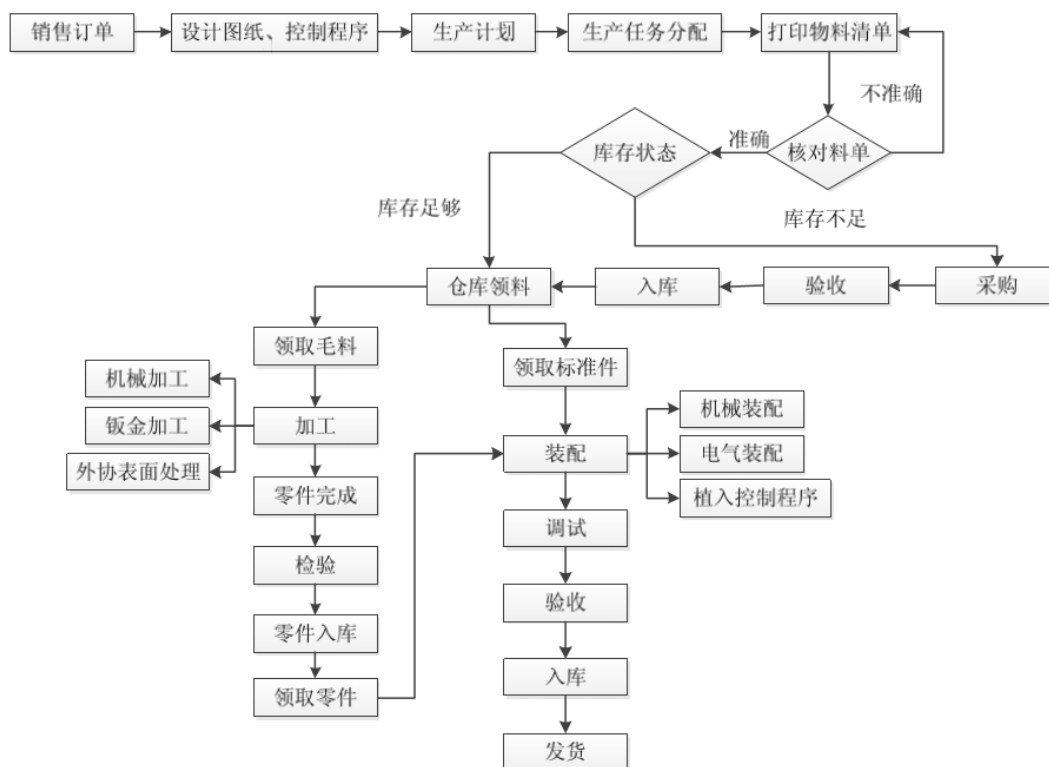 销售订单
设计图纸、控制程序
生产计划
生产任务分配
打印物料清单
不准确
核对料单
准确
库存状态
库存足够
库存不足
仓库领料
入库
验收
采购
领取毛料
领取标准件
机械加工
钣金加工
外协表面处理
加工
装配
机械装配
电气装配
植入控制程序
零件完成
调试
检验
验收
零件入库
入库
领取零件
发货